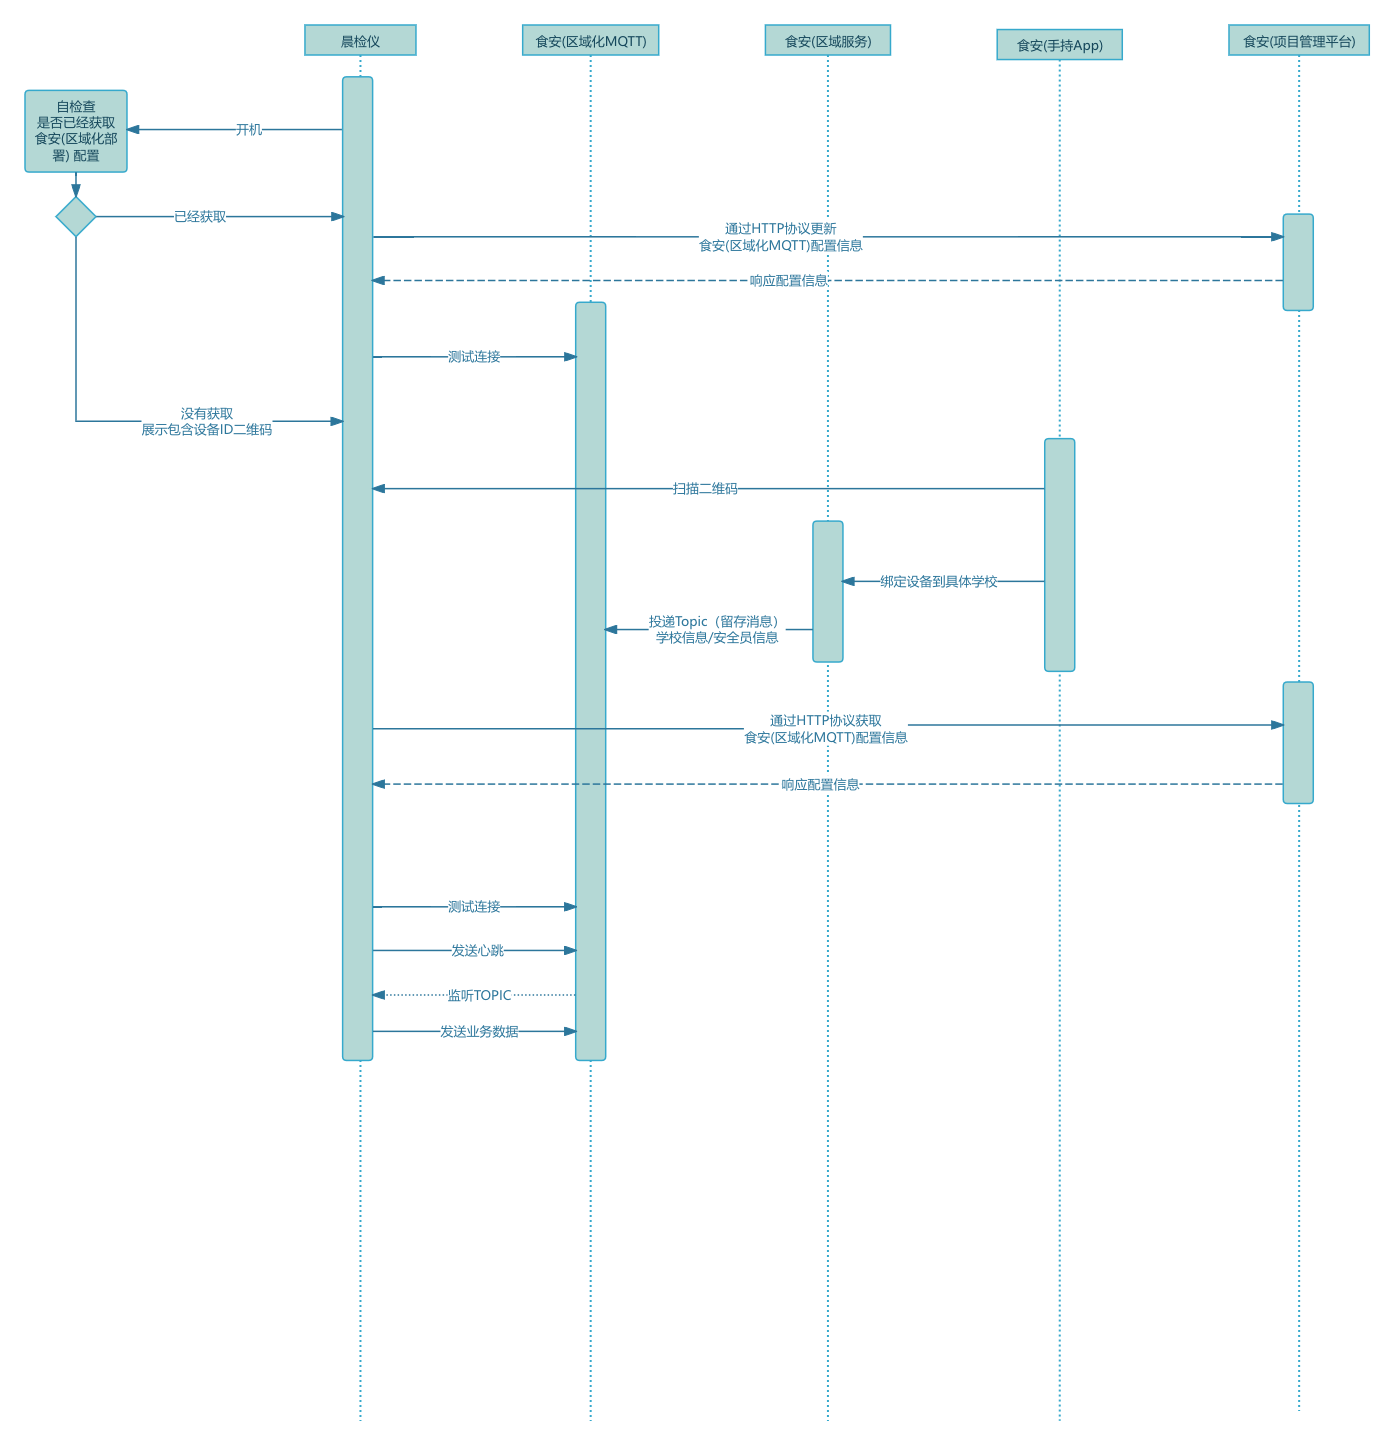 晨检仪
食安(区域化MQTT)
食安(区域服务)
食安(手持App)
食安(项目管理平台)
自检查
是否已经获取
食安(区域化部
署) 配置
开机
已经获取
通过HTTP协议更新
食安(区域化MQTT)配置信息
响应配置信息
测试连接
没有获取
展示包含设备ID二维码
扫描二维码
绑定设备到具体学校
投递Topic（留存消息）
学校信息/安全员信息
通过HTTP协议获取
食安(区域化MQTT)配置信息
响应配置信息
测试连接
发送心跳
监听TOPIC
发送业务数据